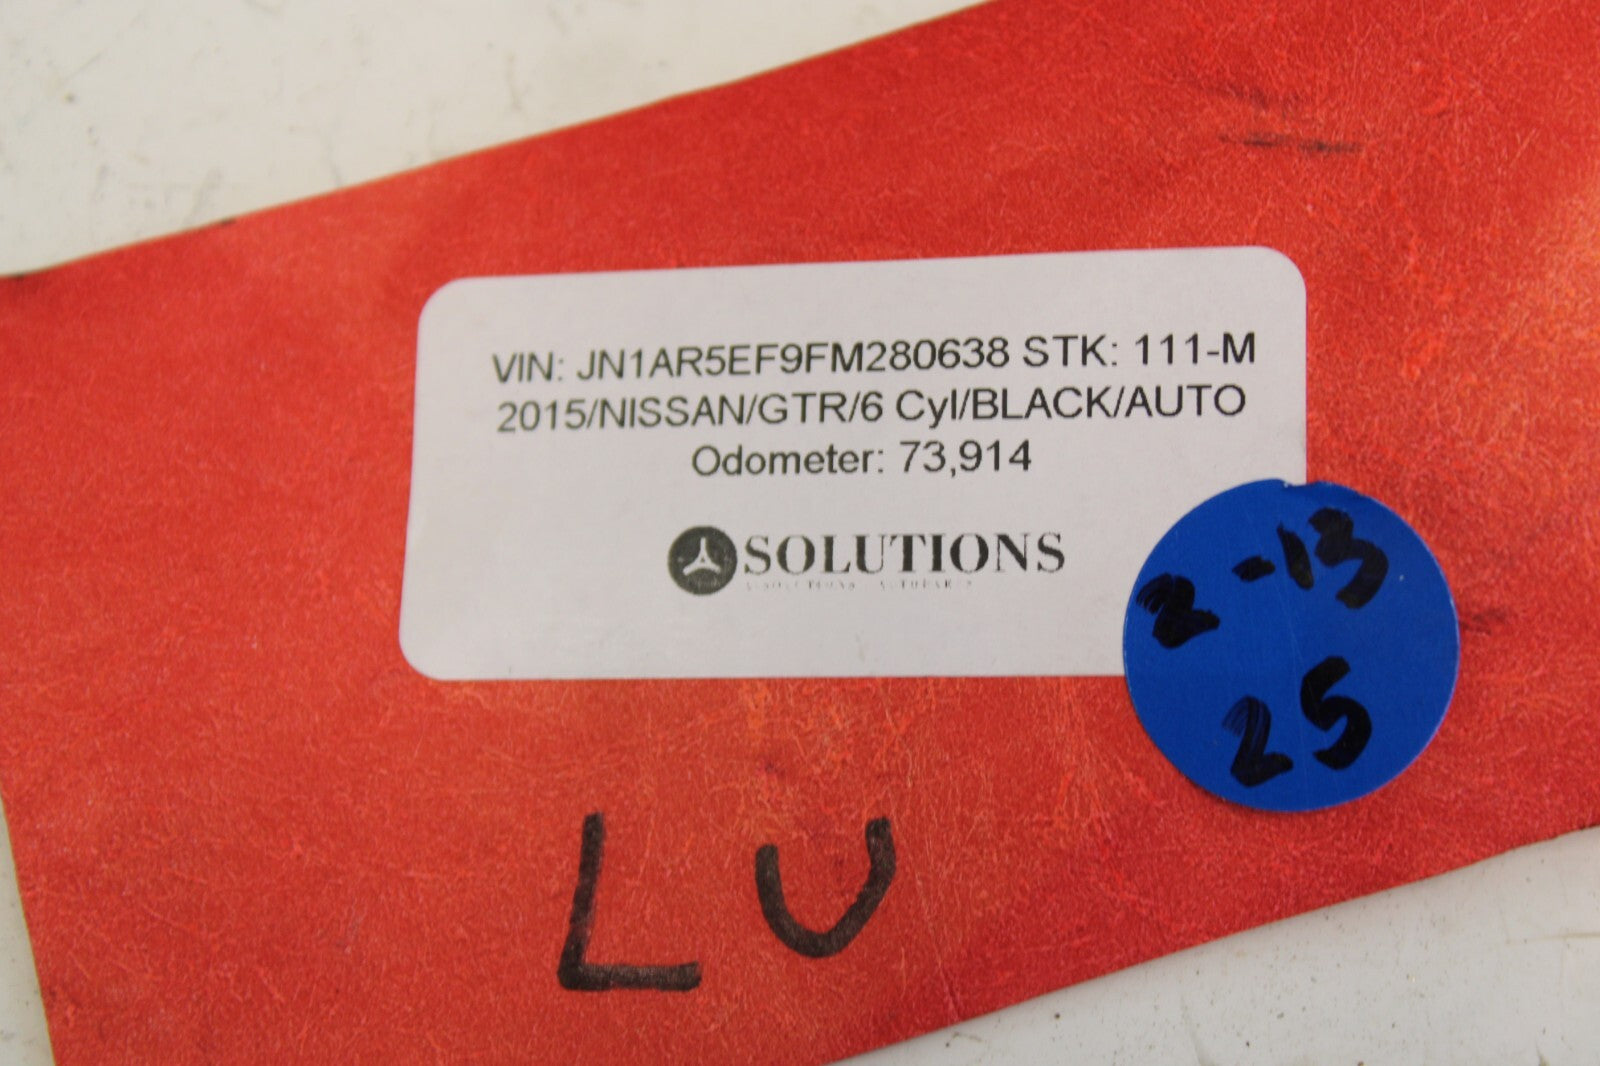 VIN: JN1AR5EF9FM280638 STK: 111-M
2015/NISSAN/GTR/6 Cyl/BLACK/AUTO
Odometer: 73,914
SOLUTIONS
2-13
25
LU